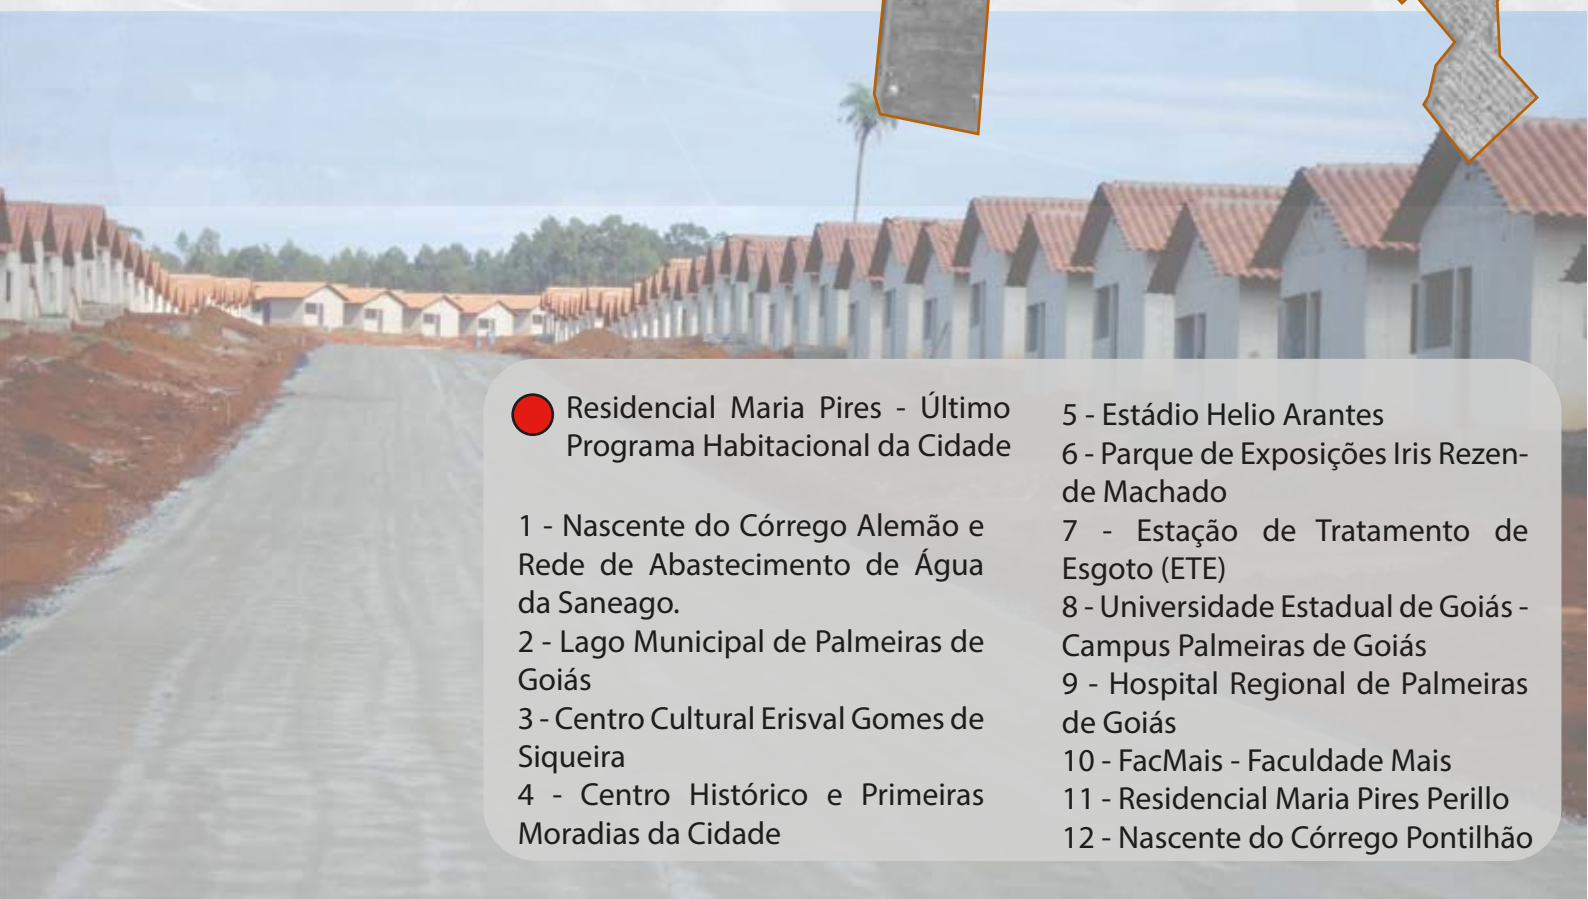 Residencial Maria Pires - Último
Programa Habitacional da Cidade
1 - Nascente do Córrego Alemão e
Rede de Abastecimento de Água
da Saneago.
2 - Lago Municipal de Palmeiras de
Goiás
3 - Centro Cultural Erisval Gomes de
Siqueira
4 - Centro Histórico e Primeiras
Moradias da Cidade
5 - Estádio Helio Arantes
6 - Parque de Exposições Iris Rezen-
de Machado
7 - Estação de Tratamento de
Esgoto (ETE)
8 - Universidade Estadual de Goiás -
Campus Palmeiras de Goiás
9 - Hospital Regional de Palmeiras
de Goiás
10 - FacMais - Faculdade Mais
11 - Residencial Maria Pires Perillo
12 - Nascente do Córrego Pontilhão